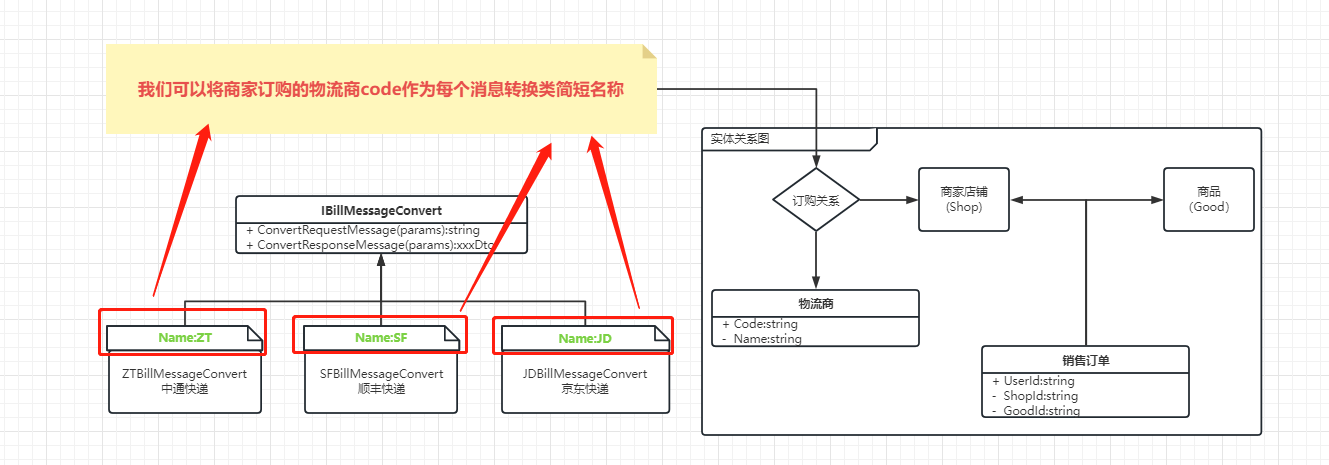 我们可以将商家订购的物流商code作为每个消息转换类简短名称
IBillMessageConvert
+ ConvertRequestMessage(params):string
+ ConvertResponseMessage(params):xxxDto
Name:ZT
ZTBillMessageConvert
中通快递
Name:SF
SFBillMessageConvert
顺丰快递
Name:JD
JDBillMessageConvert
京东快递
实体关系图
订购关系
商家店铺
(Shop)
商品
(Good)
物流商
+ Code:string
- Name:string
销售订单
+ UserId:string
- ShopId:string
- GoodId:string